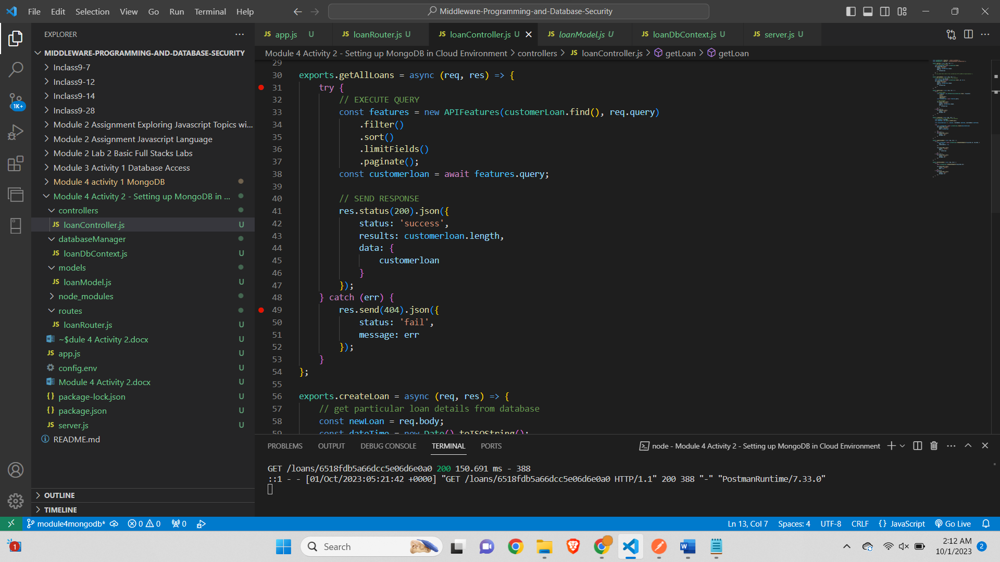 File Edit Selection View Go Run Terminal Help
Middleware-Programming-and-Database-Security
EXPLORER
MIDDLEWARE-PROGRAMMING-AND-DATABASE-SECURITY
Inclass9-7
Inclass9-12
Inclass9-14
1K+
Inclass9-28
Module 2 Assignment Exploring Javascript Topics wi...
Module 2 Assignment Javascript Language
Module 2 Lab 2 Basic Full Stacks Labs
Module 3 Activity 1 Database Access
Module 4 activity 1 MongoDB
Module 4 Activity 2 - Setting up MongoDB in ...
controllers
JS loanController.js U
databaseManager
JS loanDbContext.js U
models
JS loanModel.js U
node_modules
routes
JS loanRouter.js U
~$dule 4 Activity 2.docx U
JS app.js U
config.env U
Module 4 Activity 2.docx U
{} package-lock.json U
{} package.json U
JS server.js U
README.md
OUTLINE
TIMELINE
JS app.js U JS loanRouter.js U JS loanController.js U JS loanModel.js U JS loanDbContext.js U JS server.js U
Module 4 Activity 2 - Setting up MongoDB in Cloud Environment > controllers > JS loanController.js > getLoan > getLoan
29
30 exports.getAllLoans = async (req, res) => {
31 try {
32 // EXECUTE QUERY
33 const features = new APIFeatures(customerLoan.find(), req.query)
34 .filter()
35 .sort()
36 .limitFields()
37 .paginate();
38 const customerloan = await features.query;
39
40 // SEND RESPONSE
41 res.status(200).json({
42 status: 'success',
43 results: customerloan.length,
44 data: {
45 customerloan
46 }
47 });
48 } catch (err) {
49 res.send(404).json({
50 status: 'fail',
51 message: err
52 });
53 }
54 };
55
56 exports.createLoan = async (req, res) => {
57 // get particular loan details from database
58 const newLoan = req.body;
59 const dateTime = new Date().toISOString();
PROBLEMS OUTPUT DEBUG CONSOLE TERMINAL PORTS
node - Module 4 Activity 2 - Setting up MongoDB in Cloud Environment
GET /loans/6518fdb5a66dcc5e06d6e0a0 200 150.691 ms - 388
::1 - - [01/Oct/2023:05:21:42 +0000] "GET /loans/6518fdb5a66dcc5e06d6e0a0 HTTP/1.1" 200 388 "-" "PostmanRuntime/7.33.0"
module4mongodb* 0 0 0
Ln 13, Col 7 Spaces: 4 UTF-8 CRLF {} JavaScript Go Live
1
Search
2:12 AM
10/1/2023
2